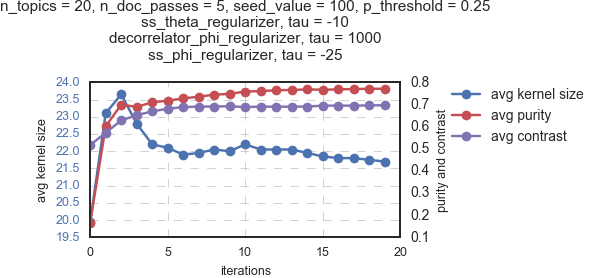 n_topics = 20, n_doc_passes = 5, seed_value = 100, p_threshold = 0.25
ss_theta_regularizer, tau = -10
decorrelator_phi_regularizer, tau = 1000
ss_phi_regularizer, tau = -25
24.0
23.5
23.0
22.5
22.0
21.5
21.0
20.5
20.0
19.5
avg kernel size
0.8
0.7
0.6
0.5
0.4
0.3
0.2
0.1
purity and contrast
avg kernel size
avg purity
avg contrast
0 5 10 15 20
iterations